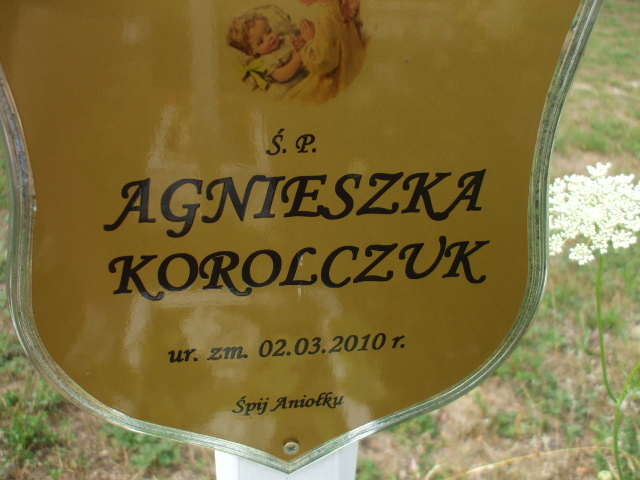 Ś. P.
AGNIESZKA
KOROLCZUK
ur. zm. 02.03.2010 r.
Śpij Aniołku